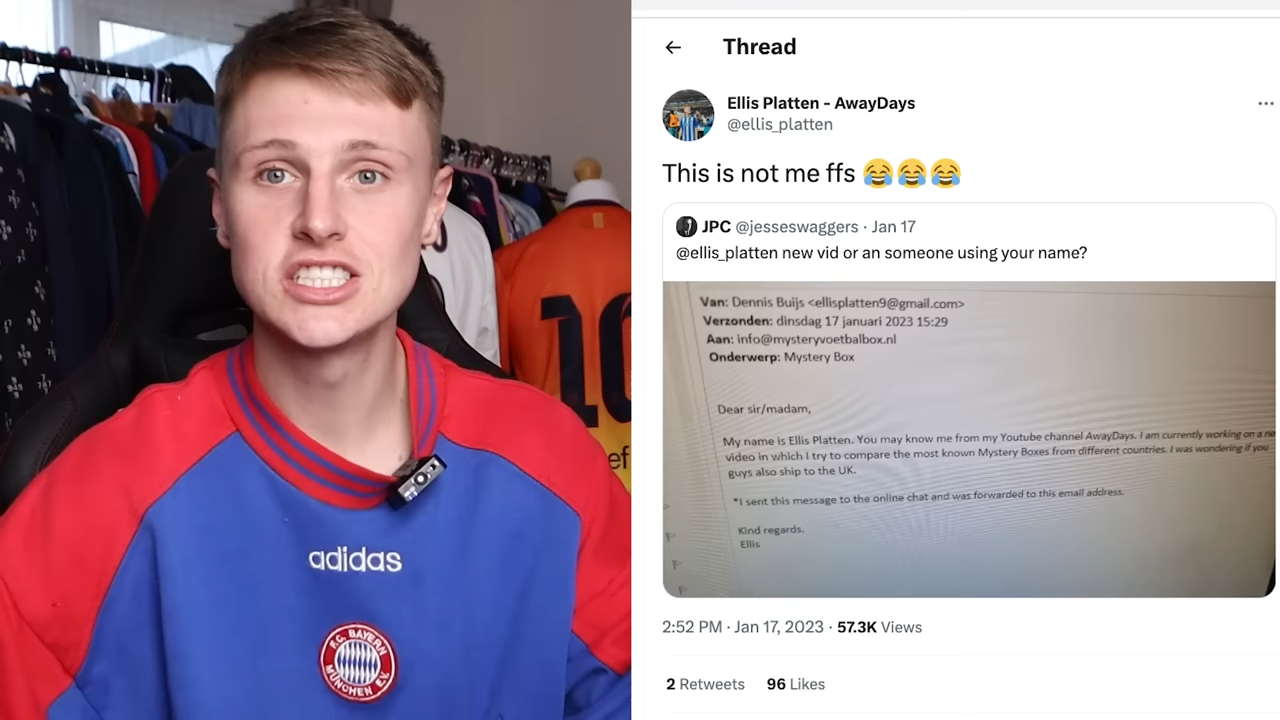 adidas
F.C. BAYERN
MÜNCHEN E.V.
10
ef
Thread
Ellis Platten - AwayDays
@ellis_platten
This is not me ffs 😂😂😂
JPC @jesseswaggers · Jan 17
@ellis_platten new vid or an someone using your name?
Van: Dennis Buijs <ellisplatten9@gmail.com>
Verzonden: dinsdag 17 januari 2023 15:29
Aan: info@mysteryvoetbalbox.nl
Onderwerp: Mystery Box
Dear sir/madam,
My name is Ellis Platten. You may know me from my Youtube channel AwayDays. I am currently working on a ne
video in which I try to compare the most known Mystery Boxes from different countries. I was wondering if you
guys also ship to the UK.
*I sent this message to the online chat and was forwarded to this email address.
Kind regards,
Ellis
2:52 PM · Jan 17, 2023 · 57.3K Views
2 Retweets 96 Likes